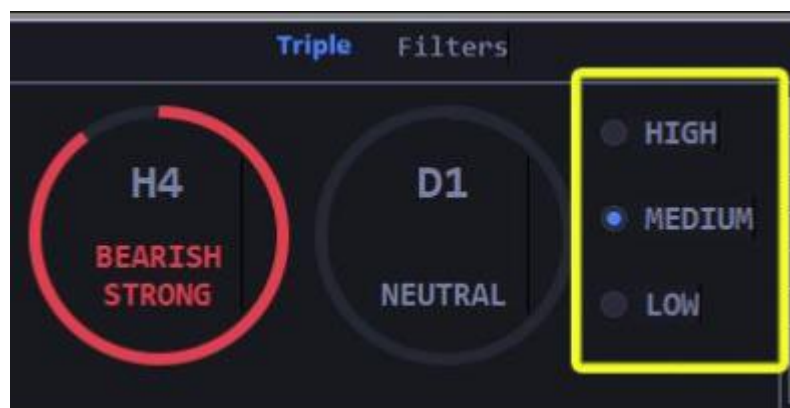 Triple Filters
H4
BEARISH
STRONG
D1
NEUTRAL
HIGH
MEDIUM
LOW